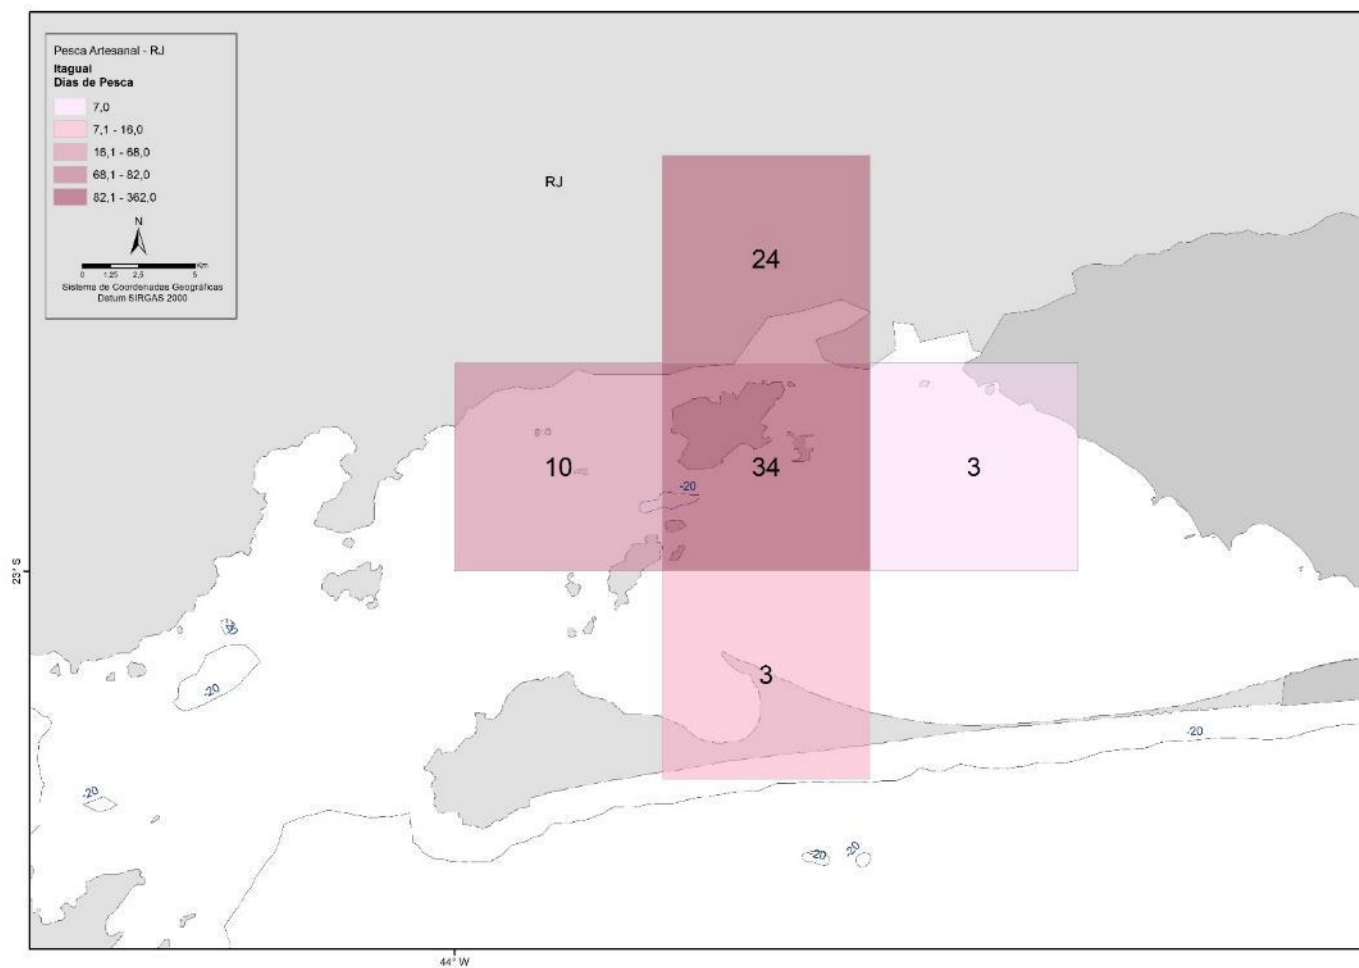 Pesca Artesanal - RJ
Itaguaí
Dias de Pesca
7,0
7,1 - 16,0
16,1 - 68,0
68,1 - 82,0
82,1 - 362,0
N
Km
0 1,25 2,5 5
Sistema de Coordenadas Geográficas
Datum SIRGAS 2000
RJ
24
10
34
3
-20
23° S
-20
3
-20
-20
-20
-20
-20
44° W